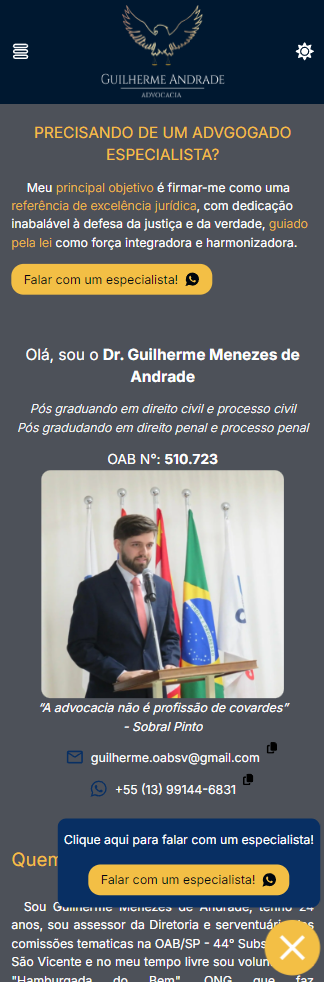 GUILHERME ANDRADE
ADVOCACIA
PRECISANDO DE UM ADVGOGADO
ESPECIALISTA?
Meu principal objetivo é firmar-me como uma
referência de excelência jurídica, com dedicação
inabalável à defesa da justiça e da verdade, guiado
pela lei como força integradora e harmonizadora.
Falar com um especialista!
Olá, sou o Dr. Guilherme Menezes de
Andrade
Pós graduando em direito civil e processo civil
Pós gradudando em direito penal e processo penal
OAB N°: 510.723
"A advocacia não é profissão de covardes"
- Sobral Pinto
guilherme.oabsv@gmail.com
+55 (13) 99144-6831
Clique aqui para falar com um especialista!
Falar com um especialista!
Quem
Sou Guilherme Menezes de Andrade, tenho 24
anos, sou assessor da Diretoria e serventuário das
comissões tematicas na OAB/SP - 44° Subs
São Vicente e no meu tempo livre sou volun
"Hamburgada do Bem", ONG que faz